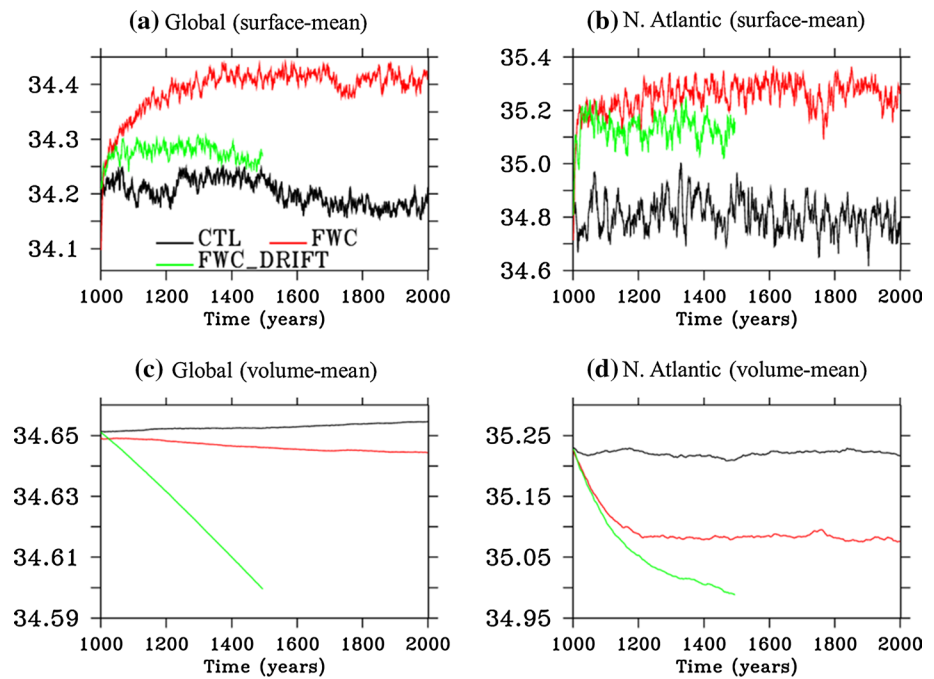 (a) Global (surface-mean)
34.4
34.3
34.2
34.1
CTL FWC
FWC_DRIFT
1000 1200 1400 1600 1800 2000
Time (years)
(b) N. Atlantic (surface-mean)
35.4
35.2
35.0
34.8
34.6
1000 1200 1400 1600 1800 2000
Time (years)
(c) Global (volume-mean)
34.65
34.63
34.61
34.59
1000 1200 1400 1600 1800 2000
Time (years)
(d) N. Atlantic (volume-mean)
35.25
35.15
35.05
34.95
1000 1200 1400 1600 1800 2000
Time (years)